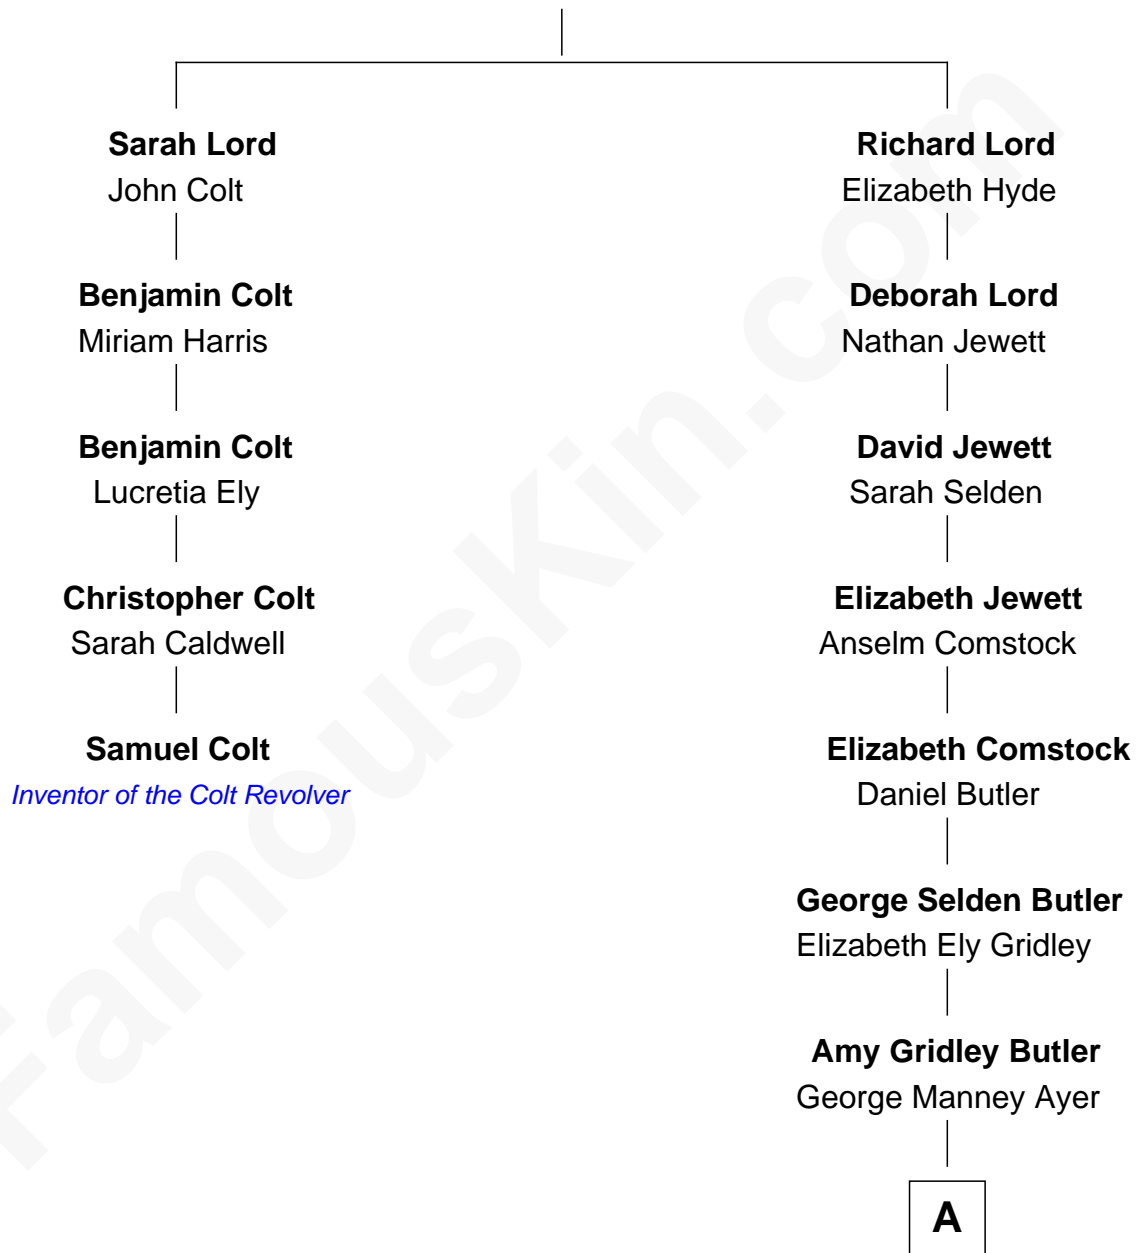 Sarah Lord
John Colt
Benjamin Colt
Miriam Harris
Benjamin Colt
Lucretia Ely
Christopher Colt
Sarah Caldwell
Samuel Colt
Inventor of the Colt Revolver
Richard Lord
Elizabeth Hyde
Deborah Lord
Nathan Jewett
David Jewett
Sarah Selden
Elizabeth Jewett
Anselm Comstock
Elizabeth Comstock
Daniel Butler
George Selden Butler
Elizabeth Ely Gridley
Amy Gridley Butler
George Manney Ayer
A
FamousKin.com